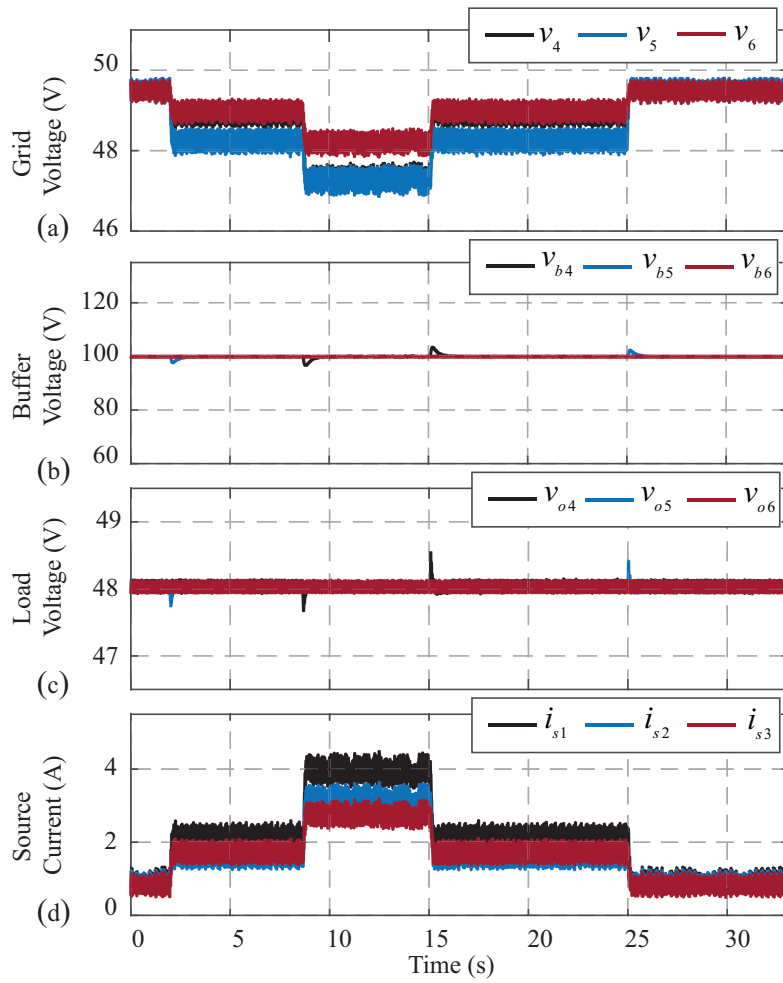 v4 v5 v6
50
48
46
Grid
Voltage (V)
(a)
vb4 vb5 vb6
120
100
80
60
Buffer
Voltage (V)
(b)
vo4 vo5 vo6
49
48
47
Load
Voltage (V)
(c)
is1 is2 is3
4
2
0
Source
Current (A)
(d)
0 5 10 15 20 25 30
Time (s)